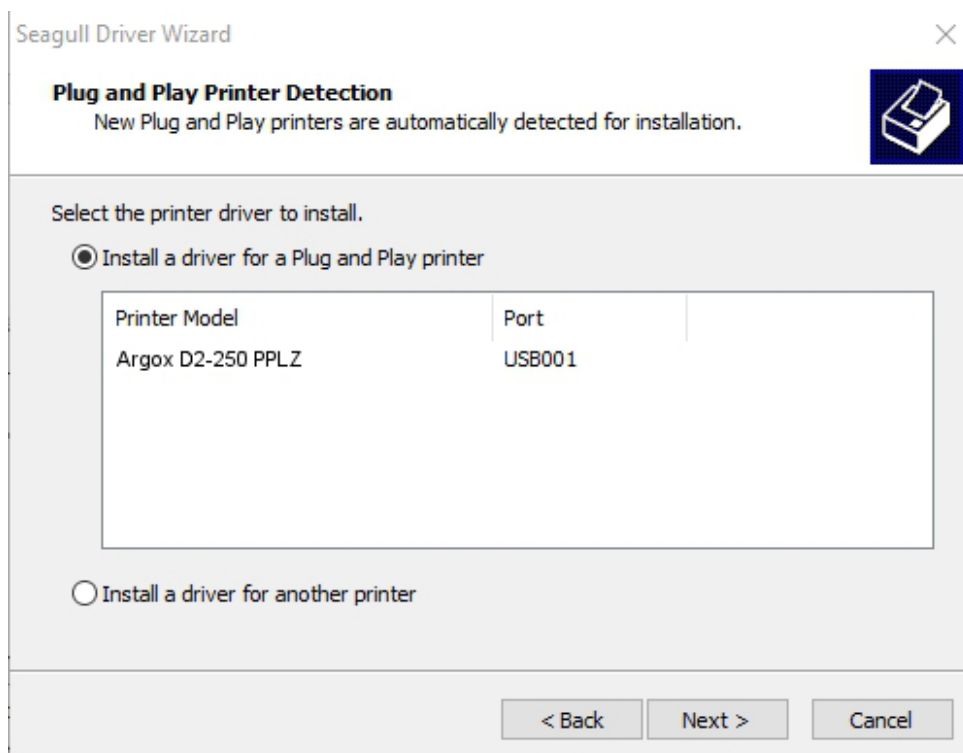 Seagull Driver Wizard
Plug and Play Printer Detection
New Plug and Play printers are automatically detected for installation.
Select the printer driver to install.
Install a driver for a Plug and Play printer
Printer Model Port
Argox D2-250 PPLZ USB001
Install a driver for another printer
< Back Next > Cancel